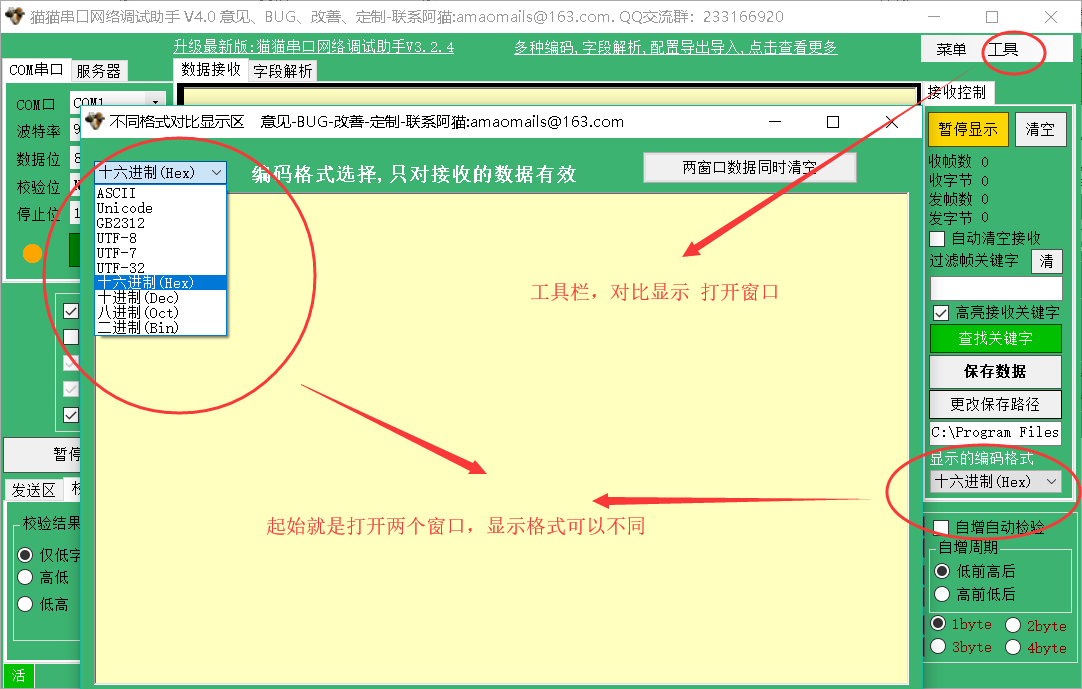 猫猫串口网络调试助手 V4.0 意见、BUG、改善、定制-联系阿猫:amaomails@163.com. QQ交流群：233166920
升级最新版:猫猫串口网络调试助手V3.2.4
多种编码,字段解析,配置导出导入,点击查看更多
菜单
工具
COM串口
服务器
数据接收
字段解析
接收控制
COM口
COM1
波特率
数据位
8
校验位
停止位
1
不同格式对比显示区
意见-BUG-改善-定制-联系阿猫:amaomails@163.com
十六进制(Hex)
编码格式选择,只对接收的数据有效
两窗口数据同时清空
ASCII
Unicode
GB2312
UTF-8
UTF-7
UTF-32
十六进制(Hex)
十进制(Dec)
八进制(Oct)
二进制(Bin)
工具栏，对比显示 打开窗口
起始就是打开两个窗口，显示格式可以不同
暂停显示
清空
收帧数 0
收字节 0
发帧数 0
发字节 0
自动清空接收
过滤帧关键字
清
高亮接收关键字
查找关键字
保存数据
更改保存路径
C:\Program Files
显示的编码格式
十六进制(Hex)
自增自动检验
自增周期
低前高后
高前低后
1byte
2byte
3byte
4byte
暂停
发送区
校验结果
仅低字
高低
低高
活